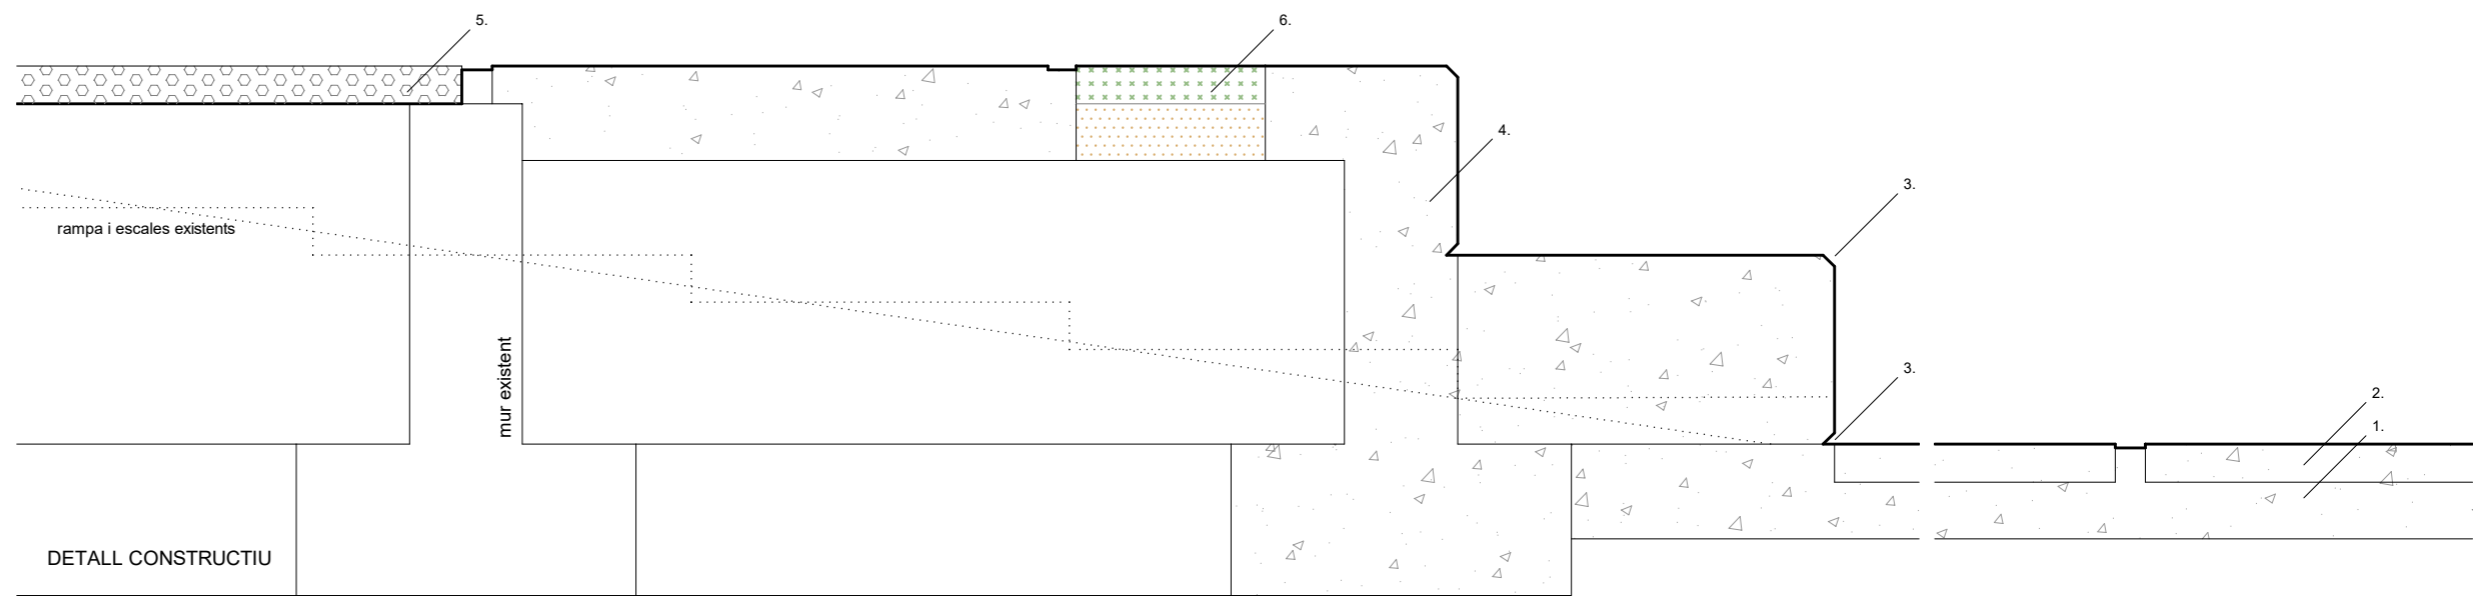 5.
6.
4.
3.
rampa i escales existents
mur existent
3.
2.
1.
DETALL CONSTRUCTIU